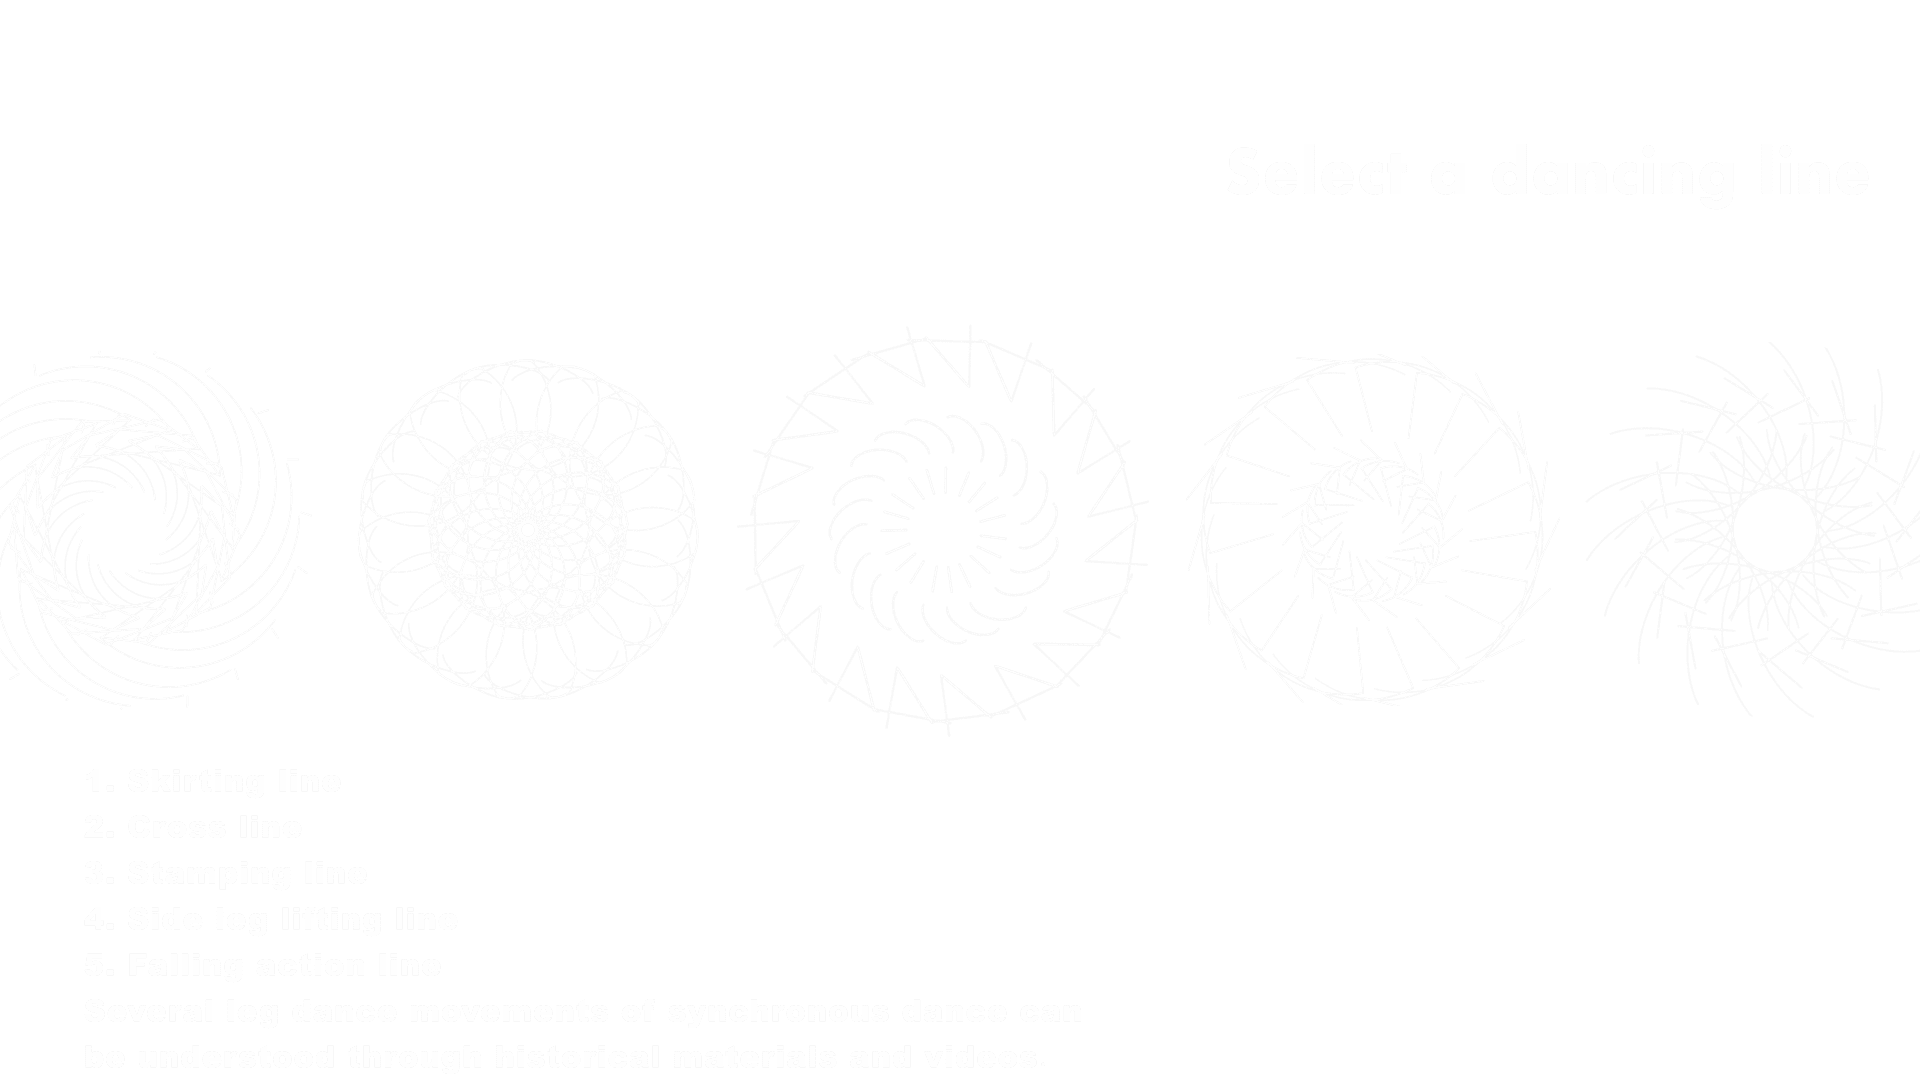 Select a dancing line
1. Skirting line
2. Cross line
3. Stamping line
4. Side leg lifting line
5. Falling action line
Several leg dance movements of synchronous dance can
be understood through historical materials and videos.